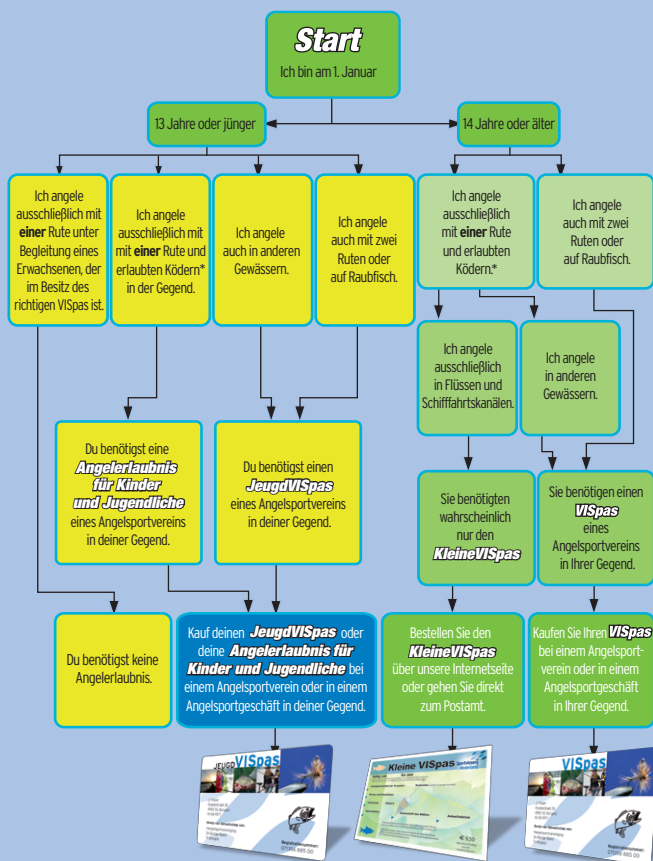 Start
Ich bin am 1. Januar
13 Jahre oder jünger
14 Jahre oder älter
Ich angele
ausschließlich mit
einer Rute unter
Begleitung eines
Erwachsenen, der
im Besitz des
richtigen VISpas ist.
Ich angele
ausschließlich mit
mit einer Rute und
erlaubten Ködern*
in der Gegend.
Ich angele
auch in anderen
Gewässern.
Ich angele
auch mit zwei
Ruten oder
auf Raubfisch.
Ich angele
ausschließlich
mit einer Rute
und erlaubten
Ködern.*
Ich angele
auch mit zwei
Ruten oder
auf Raubfisch.
Ich angele
ausschließlich
in Flüssen und
Schifffahrtskanälen.
Ich angele
in anderen
Gewässern.
Du benötigst eine
Angelerlaubnis
für Kinder
und Jugendliche
eines Angelsportvereins
in deiner Gegend.
Du benötigst einen
JeugdVISpas
eines Angelsportvereins
in deiner Gegend.
Sie benötigten
wahrscheinlich
nur den
KleineVISpas
Sie benötigen einen
VISpas
eines
Angelsportvereins
in Ihrer Gegend.
Du benötigst keine
Angelerlaubnis.
Kauf deinen JeugdVISpas oder
deine Angelerlaubnis für
Kinder und Jugendliche bei
einem Angelsportverein oder in einem
Angelsportgeschäft in deiner Gegend.
Bestellen Sie den
KleineVISpas
über unsere Internetseite
oder gehen Sie direkt
zum Postamt.
Kaufen Sie Ihren VISpas
bei einem Angelsport-
verein oder in einem
Angelsportgeschäft
in Ihrer Gegend.
JEUGDVISpas
Kleine VISpas
VISpas